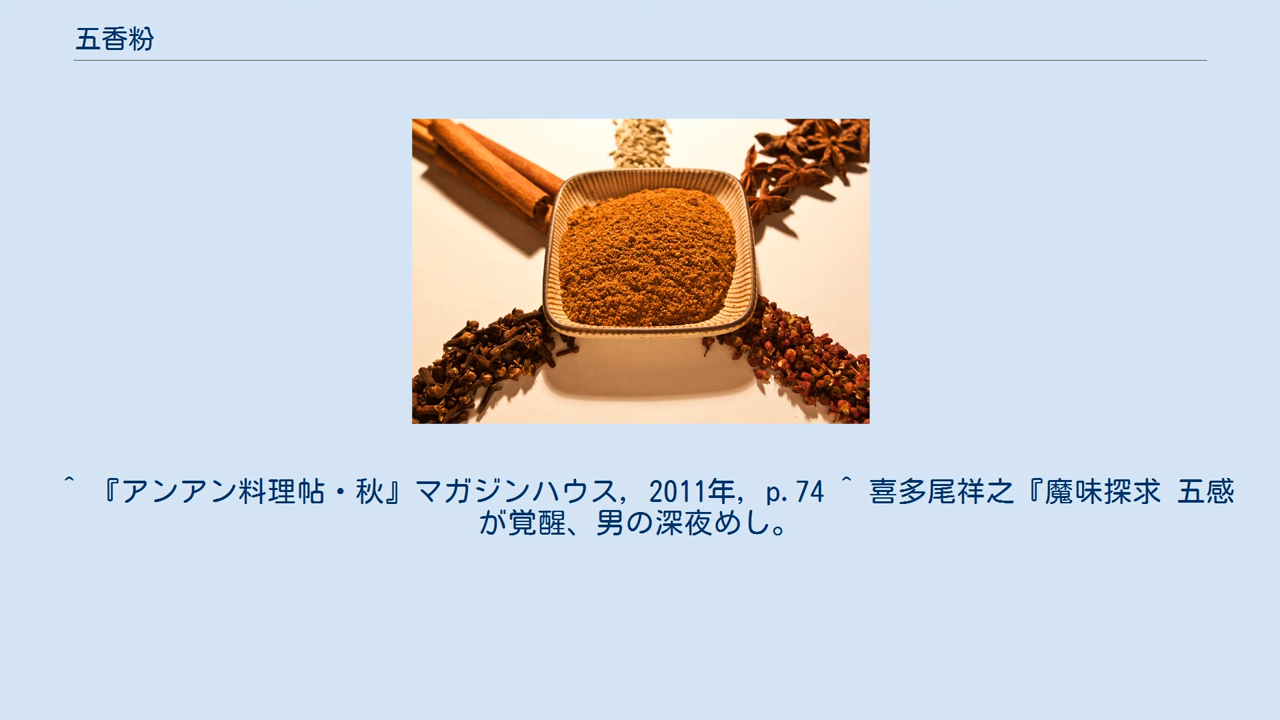 五香粉
^ 『アンアン料理帖・秋』マガジンハウス, 2011年, p.74 ^ 喜多尾祥之『魔味探求 五感
が覚醒、男の深夜めし。